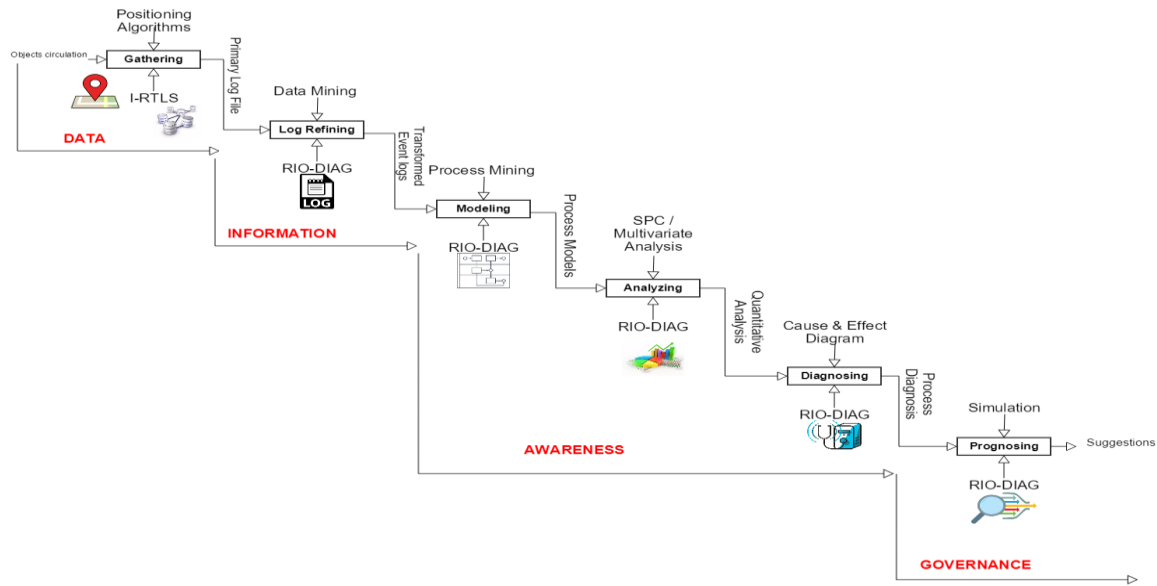 Positioning
Algorithms
Objects circulation
Gathering
I-RTLS
DATA
Primary Log File
Data Mining
Log Refining
RIO-DIAG
LOG
INFORMATION
Transformed
Event logs
Process Mining
Modeling
RIO-DIAG
Process Models
SPC /
Multivariate
Analysis
Analyzing
RIO-DIAG
AWARENESS
Quantitative
Analysis
Cause & Effect
Diagram
Diagnosing
RIO-DIAG
Process
Diagnosis
Simulation
Prognosing
Suggestions
RIO-DIAG
GOVERNANCE